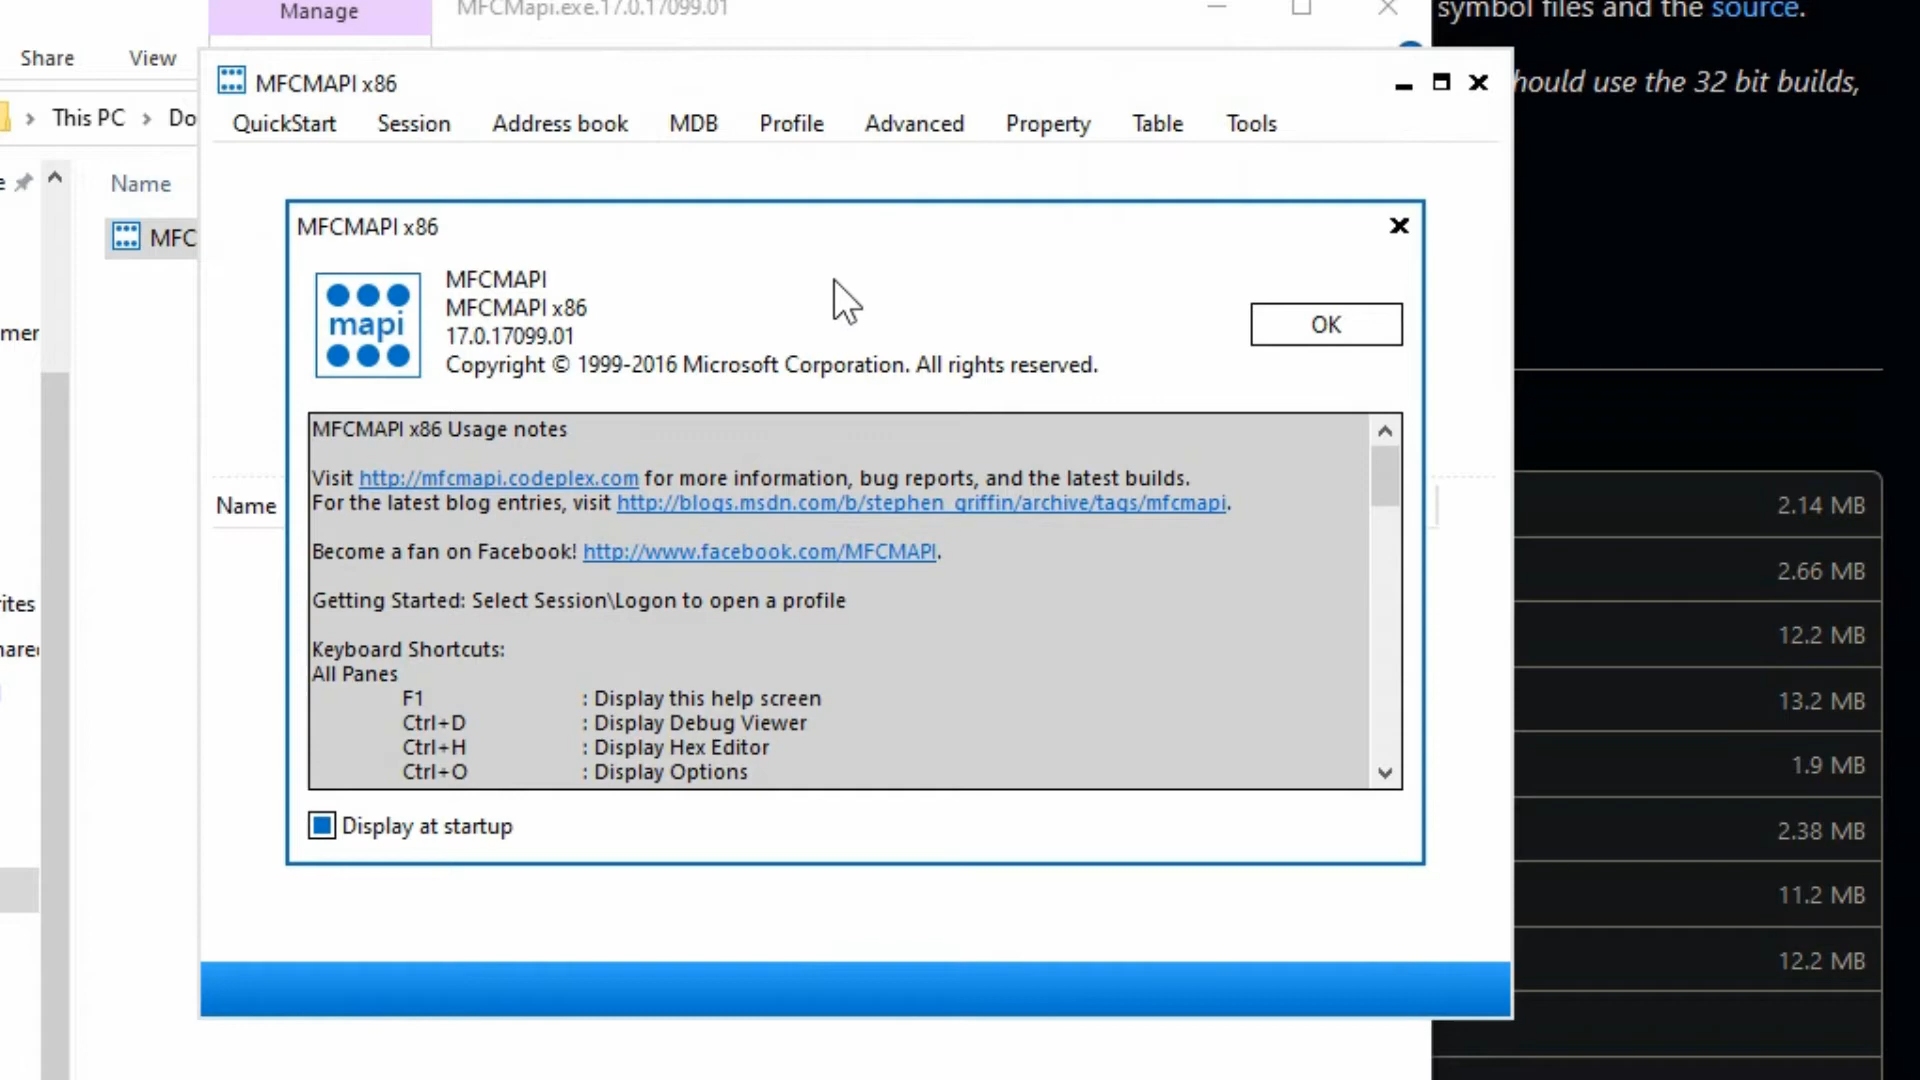 Manage
MFCMapi.exe.17.0.17099.01
symbol files and the source.
Share
View
MFCMAPI x86
hould use the 32 bit builds,
This PC
Do
QuickStart
Session
Address book
MDB
Profile
Advanced
Property
Table
Tools
Name
MFC
MFCMAPI x86
mapi
MFCMAPI
MFCMAPI x86
17.0.17099.01
Copyright © 1999-2016 Microsoft Corporation. All rights reserved.
OK
MFCMAPI x86 Usage notes
Visit http://mfcmapi.codeplex.com for more information, bug reports, and the latest builds.
For the latest blog entries, visit http://blogs.msdn.com/b/stephen_griffin/archive/tags/mfcmapi.
Become a fan on Facebook! http://www.facebook.com/MFCMAPI.
Getting Started: Select Session\Logon to open a profile
Keyboard Shortcuts:
All Panes
F1 : Display this help screen
Ctrl+D : Display Debug Viewer
Ctrl+H : Display Hex Editor
Ctrl+O : Display Options
Display at startup
Name
2.14 MB
2.66 MB
12.2 MB
13.2 MB
1.9 MB
2.38 MB
11.2 MB
12.2 MB